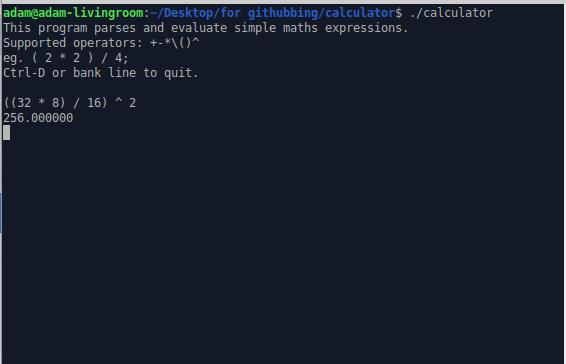 adam@adam-livingroom:~/Desktop/for githubbing/calculator$ ./calculator
This program parses and evaluate simple maths expressions.
Supported operators: +-*\()^
eg. ( 2 * 2 ) / 4;
Ctrl-D or bank line to quit.
((32 * 8) / 16) ^ 2
256.000000